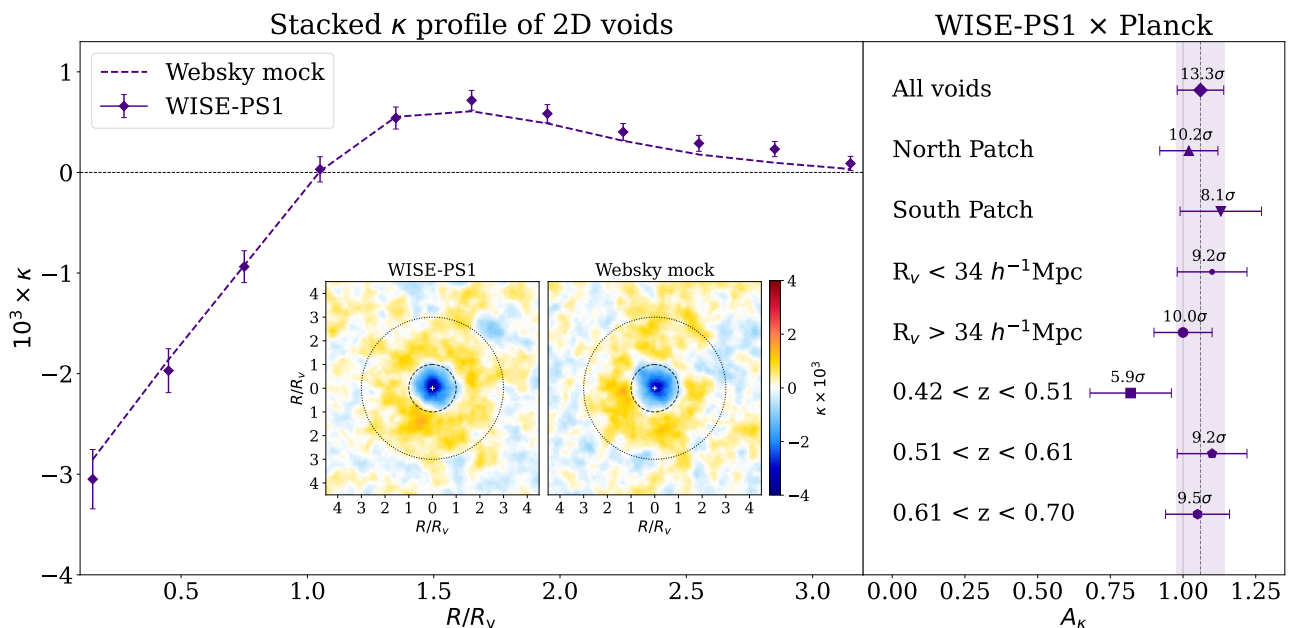 Stacked κ profile of 2D voids
WISE-PS1 × Planck
Websky mock
WISE-PS1
10³ × κ
1
0
−1
−2
−3
−4
0.5 1.0 1.5 2.0 2.5 3.0
R/Rᵥ
WISE-PS1
Websky mock
R/Rᵥ
4
3
2
1
0
1
2
3
4
4 3 2 1 0 1 2 3 4
4 3 2 1 0 1 2 3 4
R/Rᵥ
R/Rᵥ
4
2
0
−2
−4
κ × 10³
All voids
13.3σ
North Patch
10.2σ
South Patch
8.1σ
Rᵥ < 34 h⁻¹Mpc
9.2σ
Rᵥ > 34 h⁻¹Mpc
10.0σ
0.42 < z < 0.51
5.9σ
0.51 < z < 0.61
9.2σ
0.61 < z < 0.70
9.5σ
0.00 0.25 0.50 0.75 1.00 1.25
A_κ